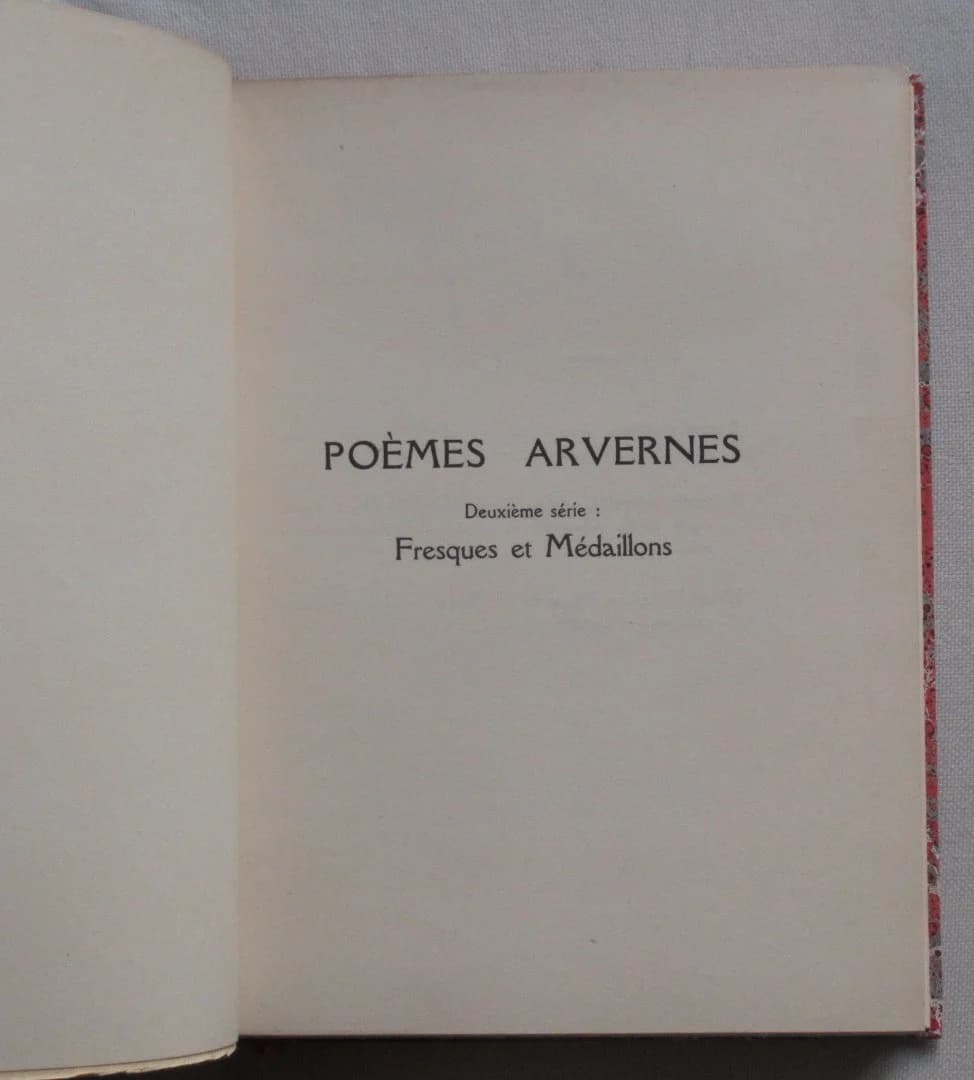 POÈMES ARVERNES
Deuxième série :
Fresques et Médaillons